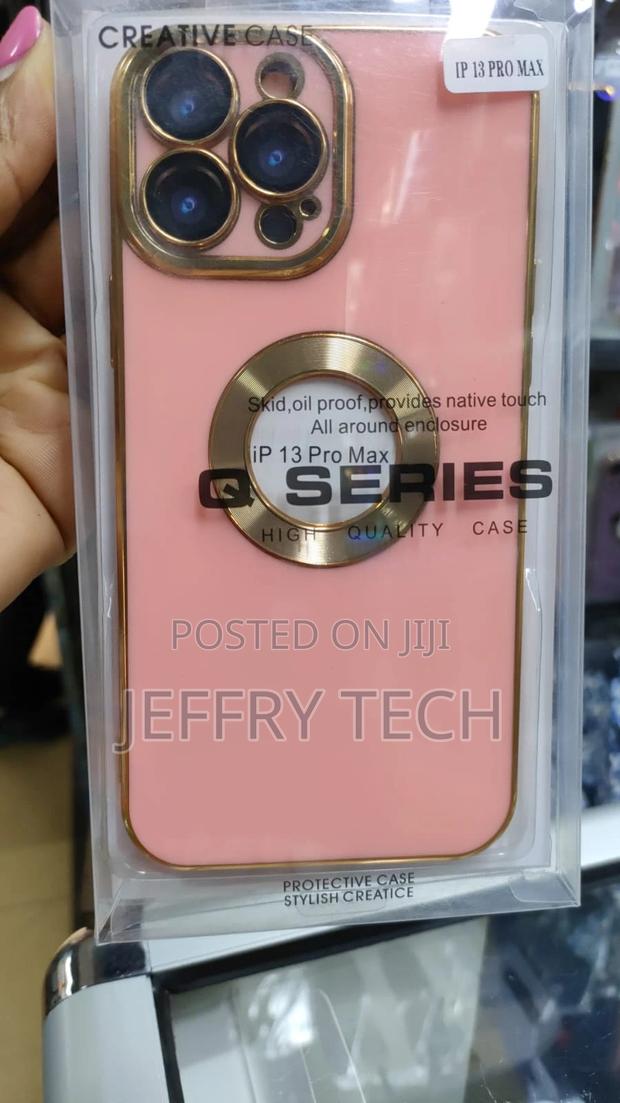 CREATIVE CASE
IP 13 PRO MAX
Skid,oil proof,provides native touch
All around enclosure
iP 13 Pro Max
Q SERIES
HIGH QUALITY CASE
POSTED ON JIJI
JEFFRY TECH
PROTECTIVE CASE
STYLISH CREATICE